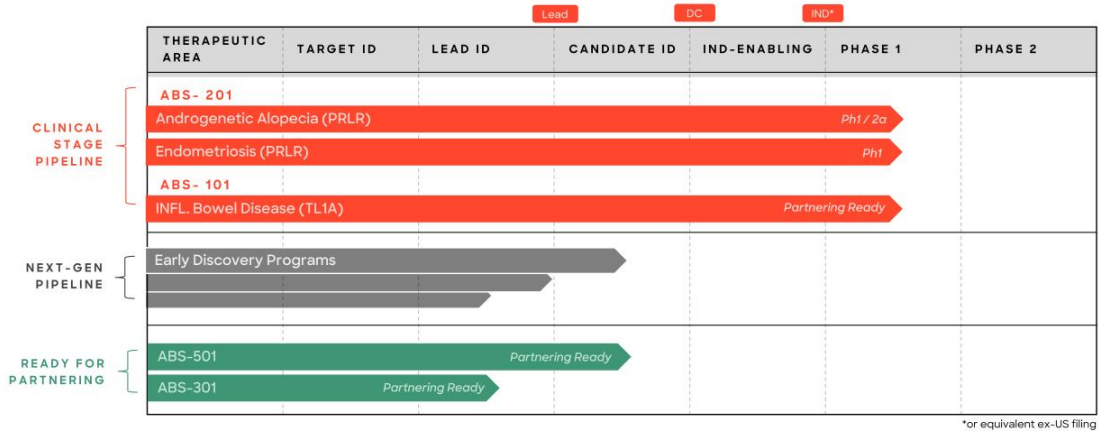 Lead
DC
IND*
THERAPEUTIC
AREA
TARGET ID
LEAD ID
CANDIDATE ID
IND-ENABLING
PHASE 1
PHASE 2
CLINICAL
STAGE
PIPELINE
ABS- 201
Androgenetic Alopecia (PRLR)
Ph1 / 2a
Endometriosis (PRLR)
Ph1
ABS- 101
INFL. Bowel Disease (TL1A)
Partnering Ready
NEXT-GEN
PIPELINE
Early Discovery Programs
READY FOR
PARTNERING
ABS-501
Partnering Ready
ABS-301
Partnering Ready
*or equivalent ex-US filing